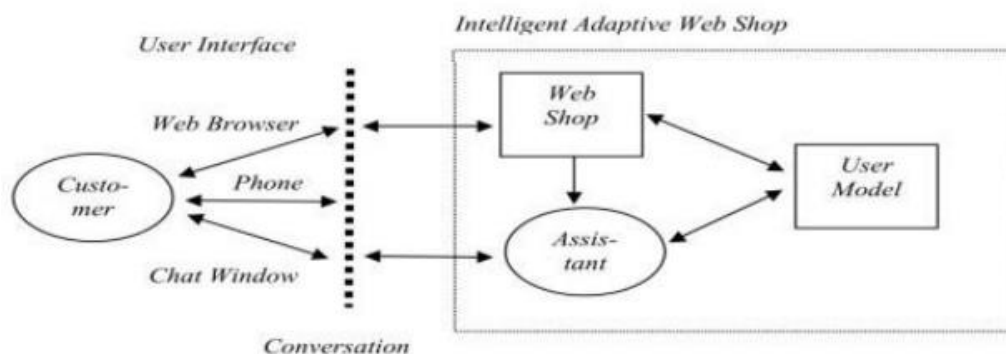 Intelligent Adaptive Web Shop
User Interface
Web
Shop
Web Browser
User
Model
Custo-
mer
Phone
Assis-
tant
Chat Window
Conversation